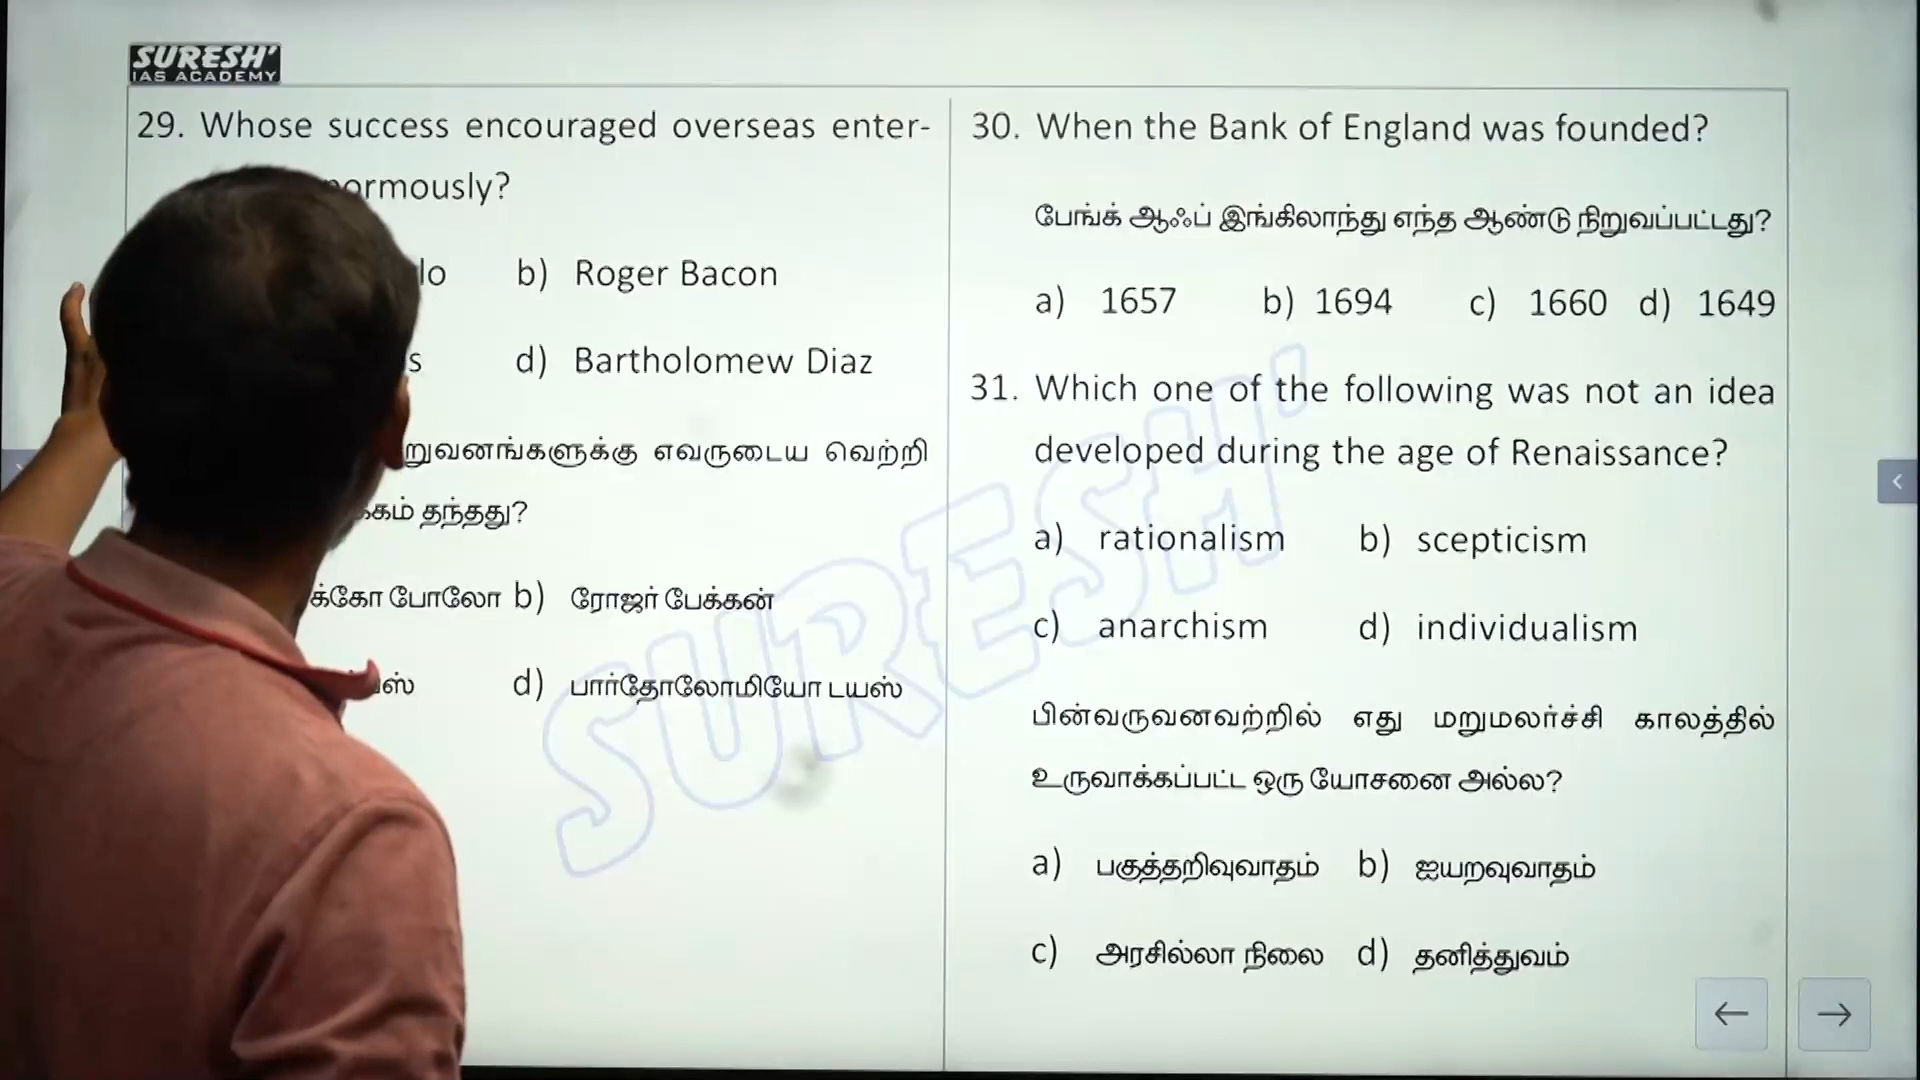 SURESH'
IAS ACADEMY
29. Whose success encouraged overseas enter-
ormously?
lo b) Roger Bacon
s d) Bartholomew Diaz
றுவனங்களுக்கு எவருடைய வெற்றி
க்கம் தந்தது?
க்கோ போலோ b) ரோஜர் பேக்கன்
ஸ் d) பார்தோலோமியோ டயஸ்
30. When the Bank of England was founded?
பேங்க் ஆஃப் இங்கிலாந்து எந்த ஆண்டு நிறுவப்பட்டது?
a) 1657 b) 1694 c) 1660 d) 1649
31. Which one of the following was not an idea
developed during the age of Renaissance?
a) rationalism b) scepticism
c) anarchism d) individualism
பின்வருவனவற்றில் எது மறுமலர்ச்சி காலத்தில்
உருவாக்கப்பட்ட ஒரு யோசனை அல்ல?
a) பகுத்தறிவுவாதம் b) ஐயறவுவாதம்
c) அரசில்லா நிலை d) தனித்துவம்
SURESH'